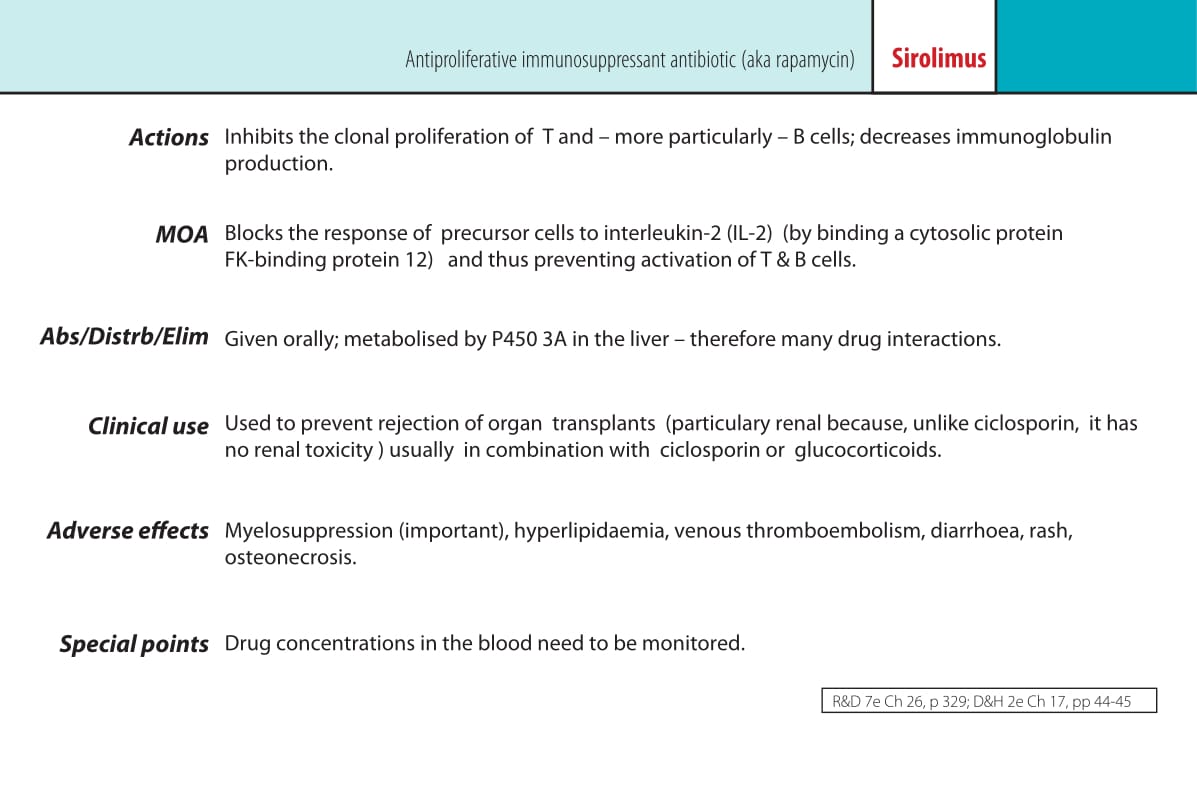 Antiproliferative immunosuppressant antibiotic (aka rapamycin) Sirolimus
Actions Inhibits the clonal proliferation of T and – more particularly – B cells; decreases immunoglobulin
production.
MOA Blocks the response of precursor cells to interleukin-2 (IL-2) (by binding a cytosolic protein
FK-binding protein 12) and thus preventing activation of T & B cells.
Abs/Distrb/Elim Given orally; metabolised by P450 3A in the liver – therefore many drug interactions.
Clinical use Used to prevent rejection of organ transplants (particulary renal because, unlike ciclosporin, it has
no renal toxicity ) usually in combination with ciclosporin or glucocorticoids.
Adverse effects Myelosuppression (important), hyperlipidaemia, venous thromboembolism, diarrhoea, rash,
osteonecrosis.
Special points Drug concentrations in the blood need to be monitored.
R&D 7e Ch 26, p 329; D&H 2e Ch 17, pp 44-45